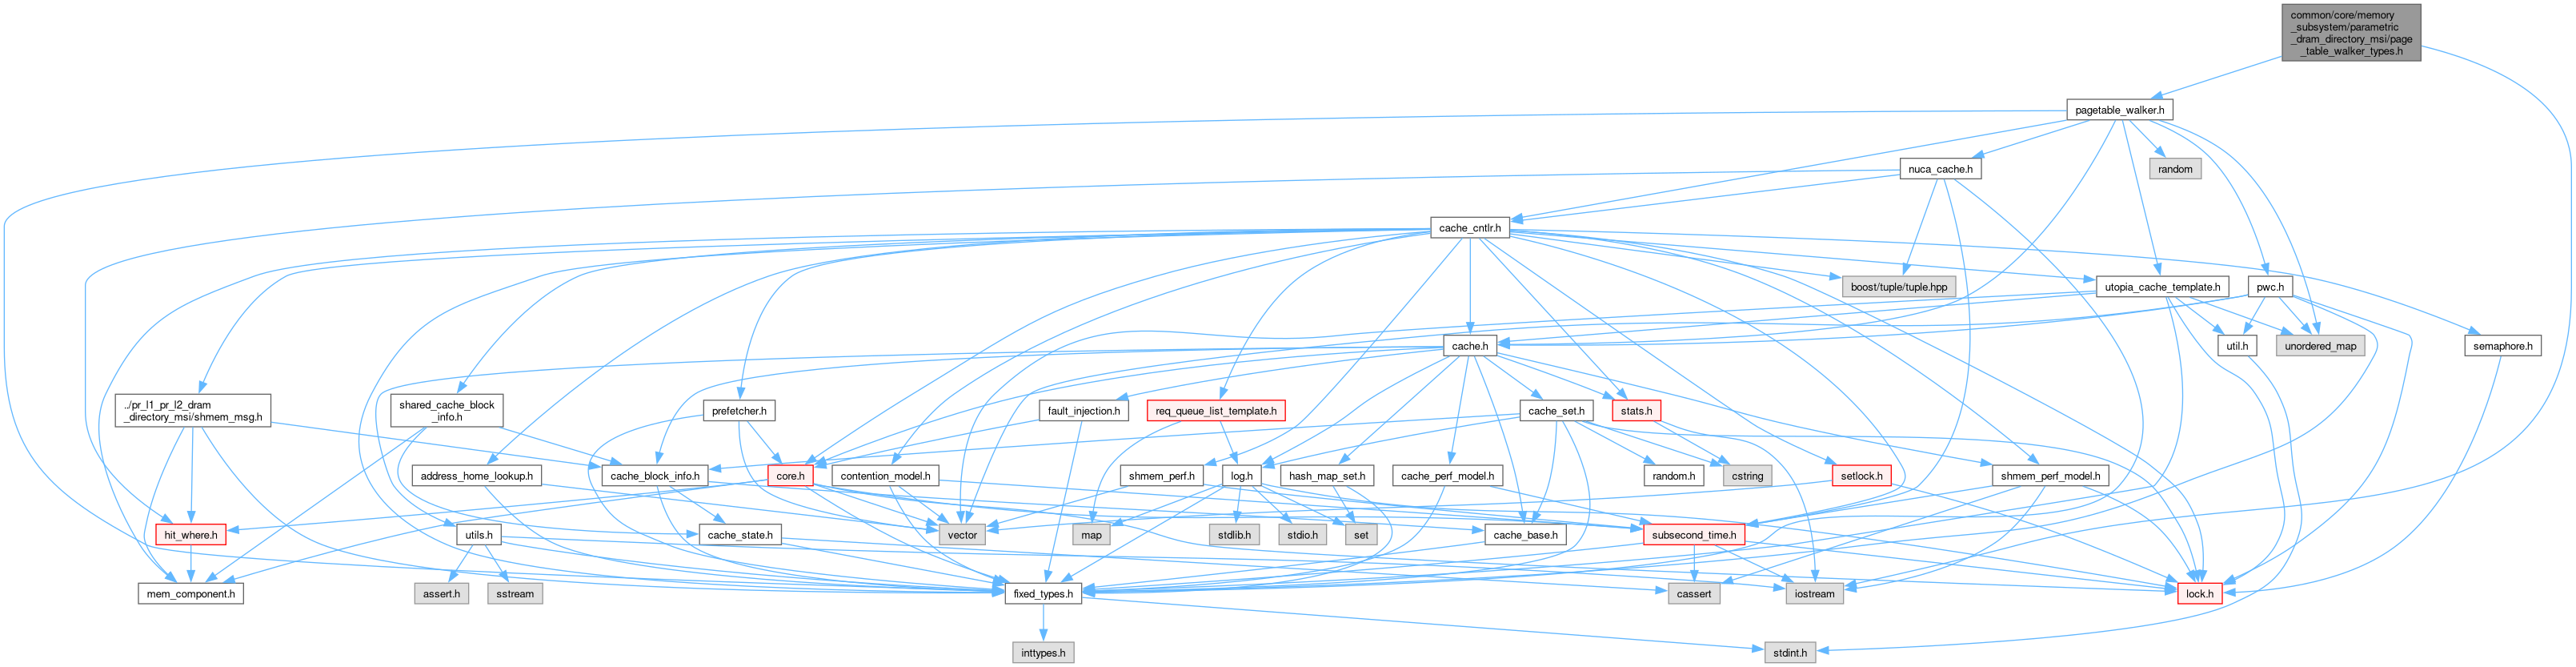 common/core/memory
_subsystem/parametric
_dram_directory_msi/page
_table_walker_types.h
pagetable_walker.h
nuca_cache.h
random
cache_cntlr.h
boost/tuple/tuple.hpp
utopia_cache_template.h
pwc.h
cache.h
util.h
unordered_map
semaphore.h
../pr_l1_pr_l2_dram
_directory_msi/shmem_msg.h
shared_cache_block
_info.h
prefetcher.h
fault_injection.h
req_queue_list_template.h
cache_set.h
stats.h
address_home_lookup.h
cache_block_info.h
core.h
contention_model.h
shmem_perf.h
log.h
hash_map_set.h
cache_perf_model.h
random.h
cstring
setlock.h
shmem_perf_model.h
hit_where.h
utils.h
cache_state.h
vector
map
stdlib.h
stdio.h
set
cache_base.h
subsecond_time.h
mem_component.h
assert.h
sstream
fixed_types.h
cassert
iostream
lock.h
inttypes.h
stdint.h